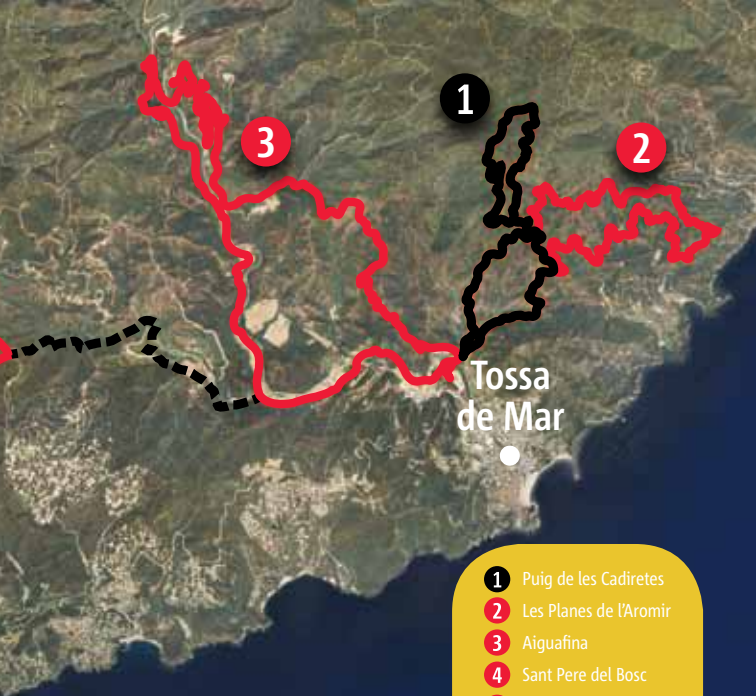 1
2
3
Tossa
de Mar
1 Puig de les Cadiretes
2 Les Planes de l'Aromir
3 Aiguafina
4 Sant Pere del Bosc